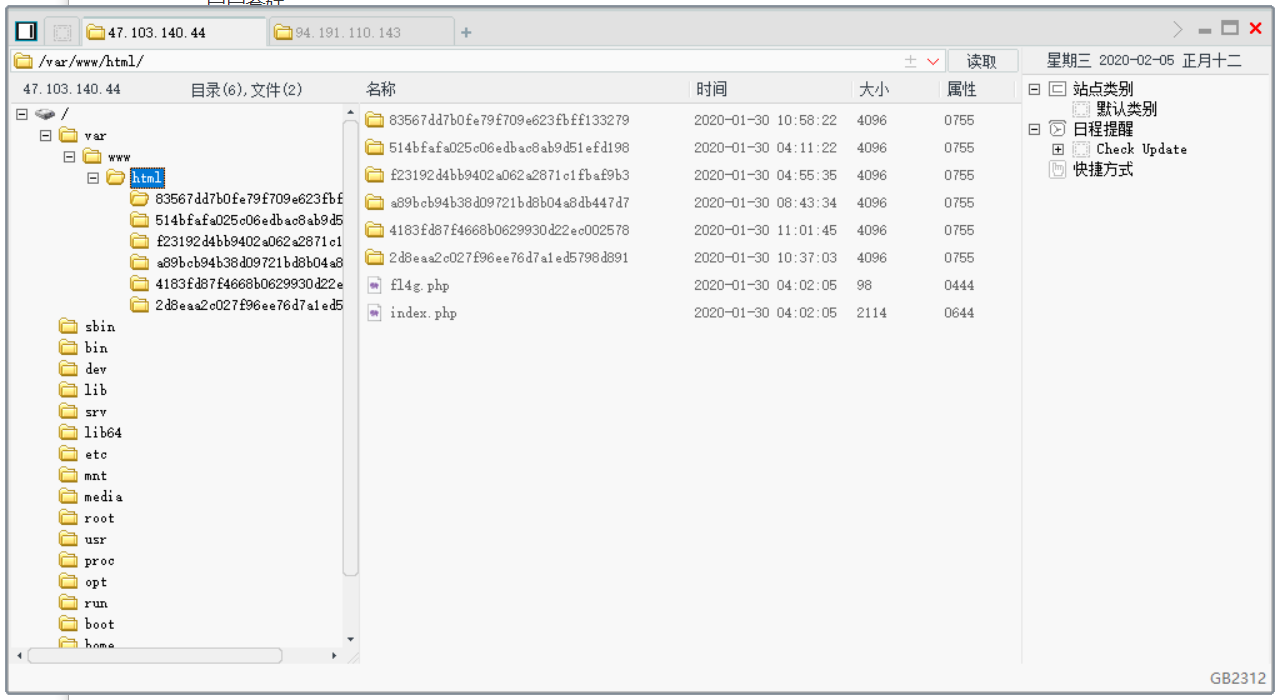 47.103.140.44
94.191.110.143
+
/var/www/html/
读取
星期三 2020-02-05 正月十二
47.103.140.44 目录(6),文件(2)
名称 时间 大小 属性
/
var
www
html
83567dd7b0fe79f709e623fbf
514bfafa025c06edbac8ab9d5
f23192d4bb9402a062a2871c1
a89bcb94b38d09721bd8b04a8
4183fd87f4668b0629930d22e
2d8eaa2c027f96ee76d7a1ed5
sbin
bin
dev
lib
srv
lib64
etc
mnt
media
root
usr
proc
opt
run
boot
home
83567dd7b0fe79f709e623fbff133279 2020-01-30 10:58:22 4096 0755
514bfafa025c06edbac8ab9d51efd198 2020-01-30 04:11:22 4096 0755
f23192d4bb9402a062a2871c1fbaf9b3 2020-01-30 04:55:35 4096 0755
a89bcb94b38d09721bd8b04a8db447d7 2020-01-30 08:43:34 4096 0755
4183fd87f4668b0629930d22ec002578 2020-01-30 11:01:45 4096 0755
2d8eaa2c027f96ee76d7a1ed5798d891 2020-01-30 10:37:03 4096 0755
fl4g.php 2020-01-30 04:02:05 98 0444
index.php 2020-01-30 04:02:05 2114 0644
站点类别
默认类别
日程提醒
Check Update
快捷方式
GB2312